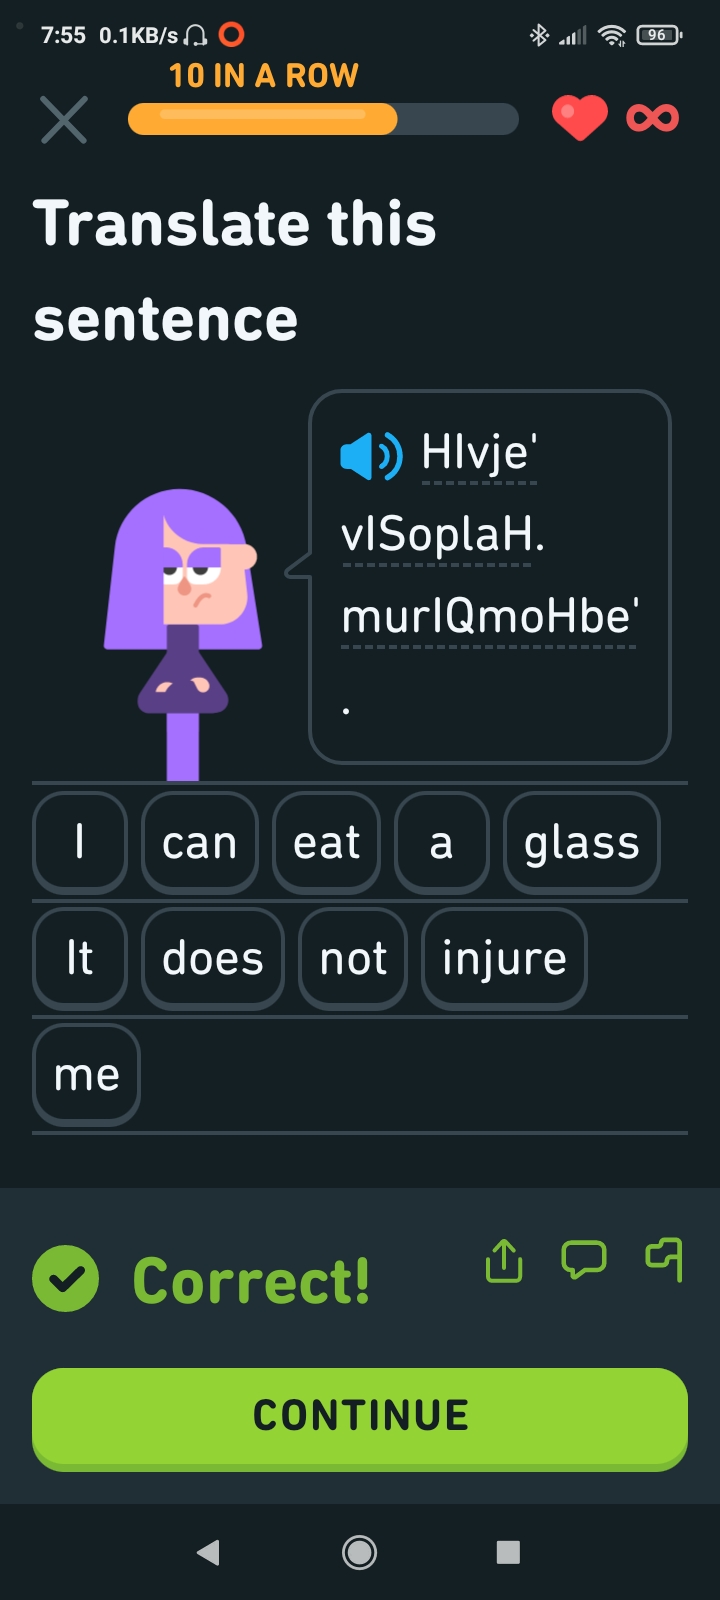 7:55 0.1KB/s 96
10 IN A ROW
Translate this
sentence
HIvje'
vISoplaH.
murIQmoHbe'
.
I can eat a glass
It does not injure
me
Correct!
CONTINUE